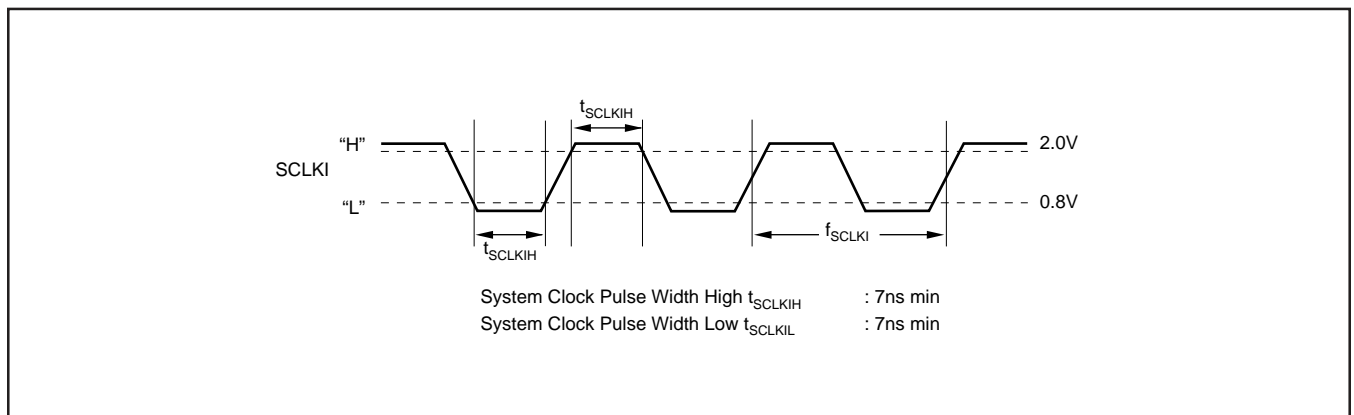 tSCLKIH
“H”
2.0V
SCLKI
“L”
0.8V
fSCLKI
tSCLKIH
System Clock Pulse Width High tSCLKIH : 7ns min
System Clock Pulse Width Low tSCLKIL : 7ns min